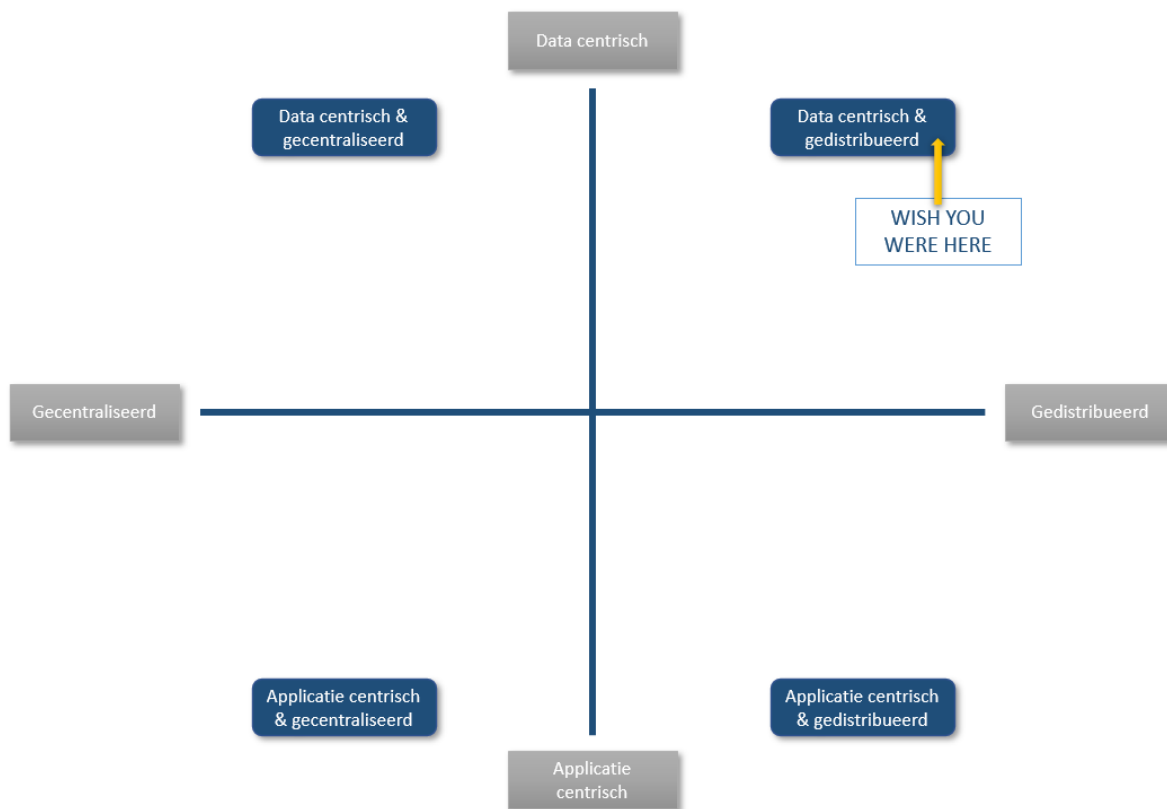 Data centrisch
Data centrisch &
gecentraliseerd
Data centrisch &
gedistribueerd
WISH YOU
WERE HERE
Gecentraliseerd
Gedistribueerd
Applicatie centrisch
& gecentraliseerd
Applicatie centrisch
& gedistribueerd
Applicatie
centrisch